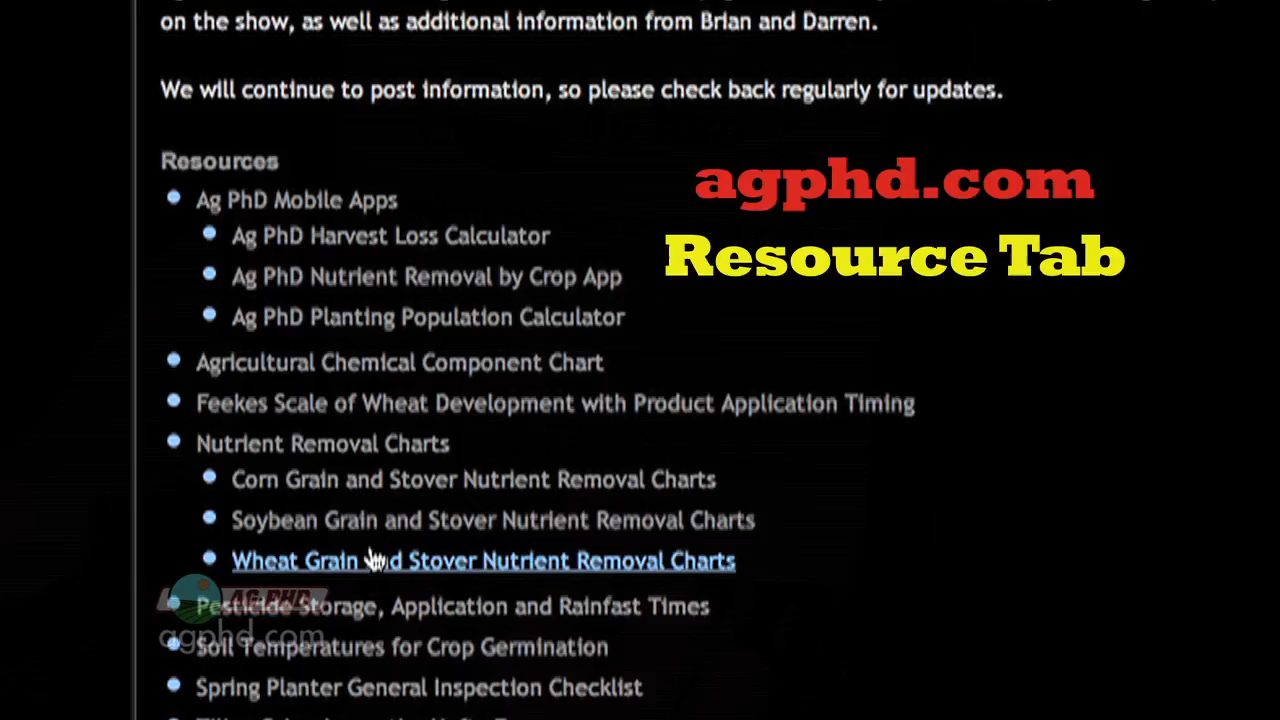 on the show, as well as additional information from Brian and Darren.
We will continue to post information, so please check back regularly for updates.
Resources
agphd.com
Resource Tab
Ag PhD Mobile Apps
Ag PhD Harvest Loss Calculator
Ag PhD Nutrient Removal by Crop App
Ag PhD Planting Population Calculator
Agricultural Chemical Component Chart
Feekes Scale of Wheat Development with Product Application Timing
Nutrient Removal Charts
Corn Grain and Stover Nutrient Removal Charts
Soybean Grain and Stover Nutrient Removal Charts
Wheat Grain and Stover Nutrient Removal Charts
AG PHD
Pesticide Storage, Application and Rainfast Times
agphd.com
Soil Temperatures for Crop Germination
Spring Planter General Inspection Checklist